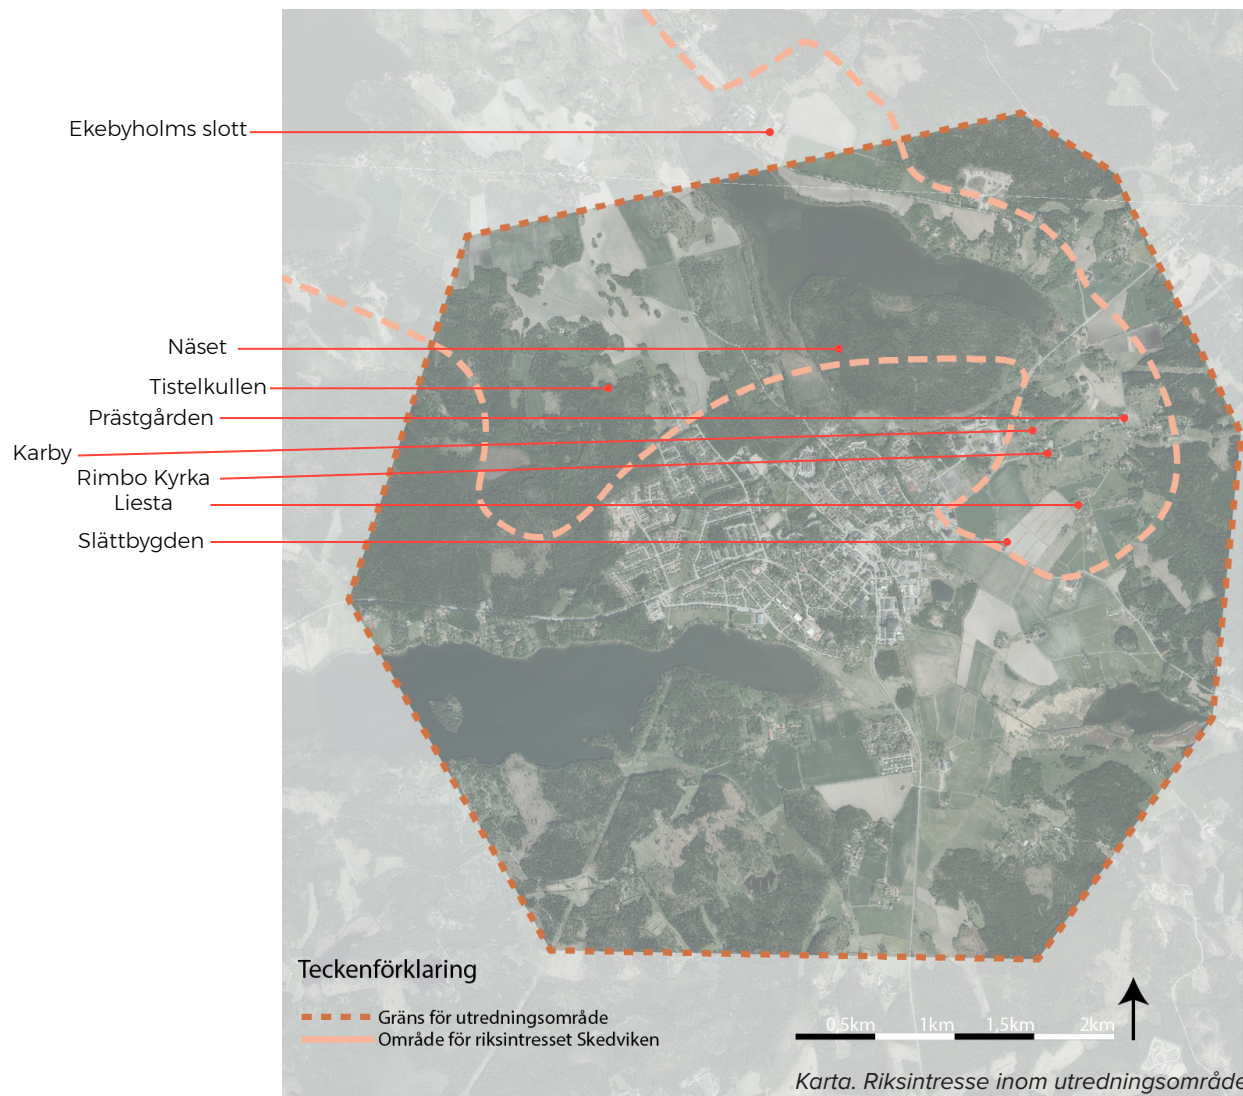 Ekebyholms slott
Näset
Tistelkullen
Prästgården
Karby
Rimbo Kyrka
Liesta
Slättbygden
Teckenförklaring
Gräns för utredningsområde
Område för riksintresset Skedviken
0,5km 1km 1,5km 2km
Karta. Riksintresse inom utredningsområde